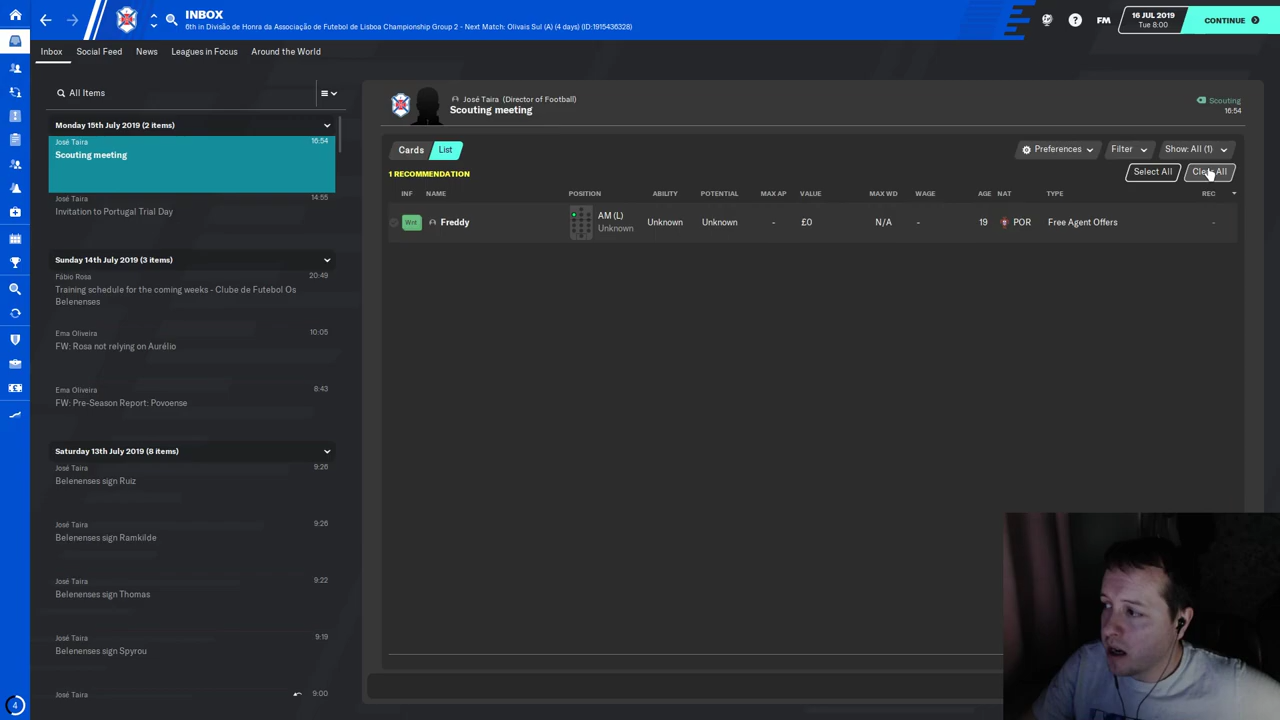 INBOX
6th in Divisão de Honra da Associação de Futebol de Lisboa Championship Group 2 - Next Match: Olivais Sul (A) (4 days) (ID:1915436328)
FM
16 JUL 2019
Tue 8:00
CONTINUE
Inbox Social Feed News Leagues in Focus Around the World
All Items
Monday 15th July 2019 (2 items)
José Taira 16:54
Scouting meeting
José Taira 14:55
Invitation to Portugal Trial Day
Sunday 14th July 2019 (3 items)
Fábio Rosa 20:49
Training schedule for the coming weeks - Clube de Futebol Os
Belenenses
Ema Oliveira 10:05
FW: Rosa not relying on Aurélio
Ema Oliveira 8:43
FW: Pre-Season Report: Povoense
Saturday 13th July 2019 (8 items)
José Taira 9:26
Belenenses sign Ruiz
José Taira 9:26
Belenenses sign Ramkilde
José Taira 9:22
Belenenses sign Thomas
José Taira 9:19
Belenenses sign Spyrou
José Taira 9:00
4
José Taira (Director of Football)
Scouting meeting
Scouting
16:54
Cards List
Preferences Filter Show: All (1)
1 RECOMMENDATION
Select All Clear All
INF NAME POSITION ABILITY POTENTIAL MAX AP VALUE MAX WD WAGE AGE NAT TYPE REC
Wnt Freddy AM (L) Unknown Unknown Unknown - £0 N/A - 19 POR Free Agent Offers -